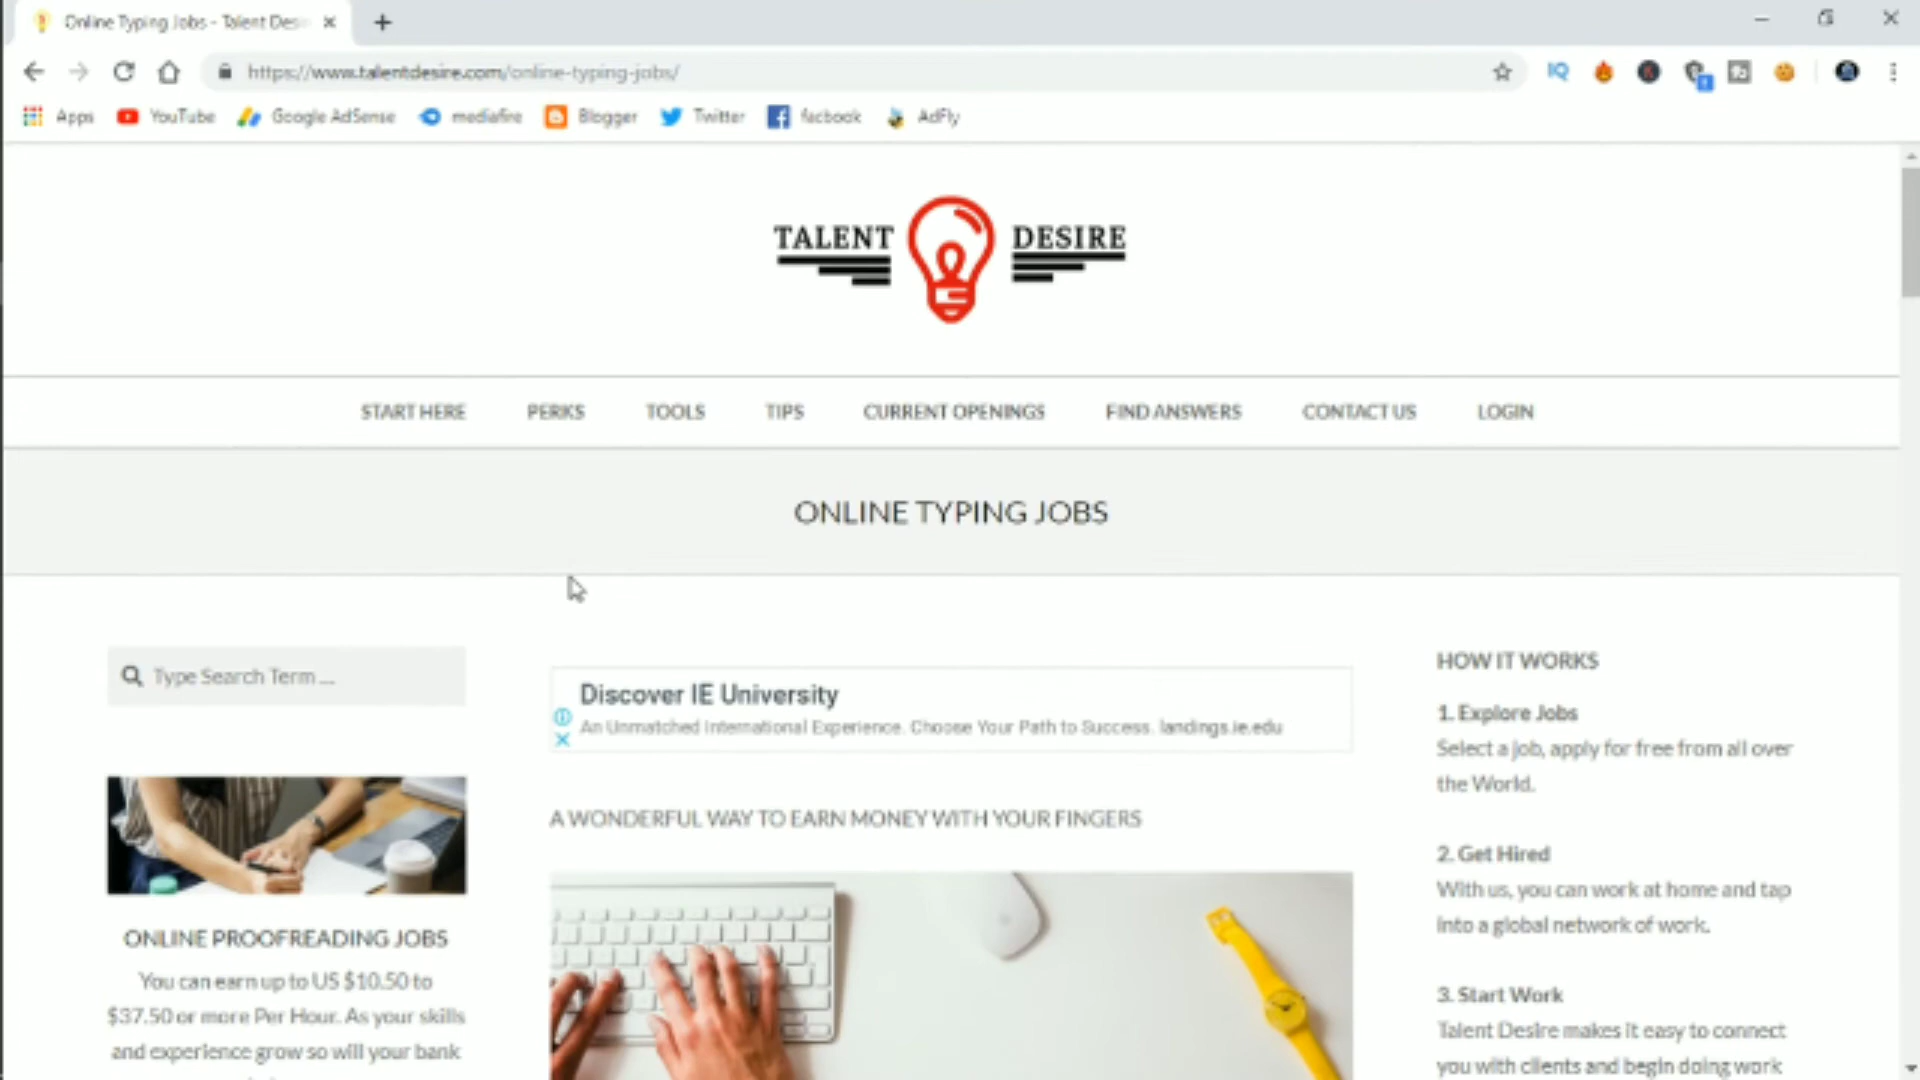 Online Typing Jobs - Talent Desi
https://www.talentdesire.com/online-typing-jobs/
Apps YouTube Google AdSense mediafire Blogger Twitter facbook AdFly
TALENT DESIRE
START HERE PERKS TOOLS TIPS CURRENT OPENINGS FIND ANSWERS CONTACT US LOGIN
ONLINE TYPING JOBS
Type Search Term ...
ONLINE PROOFREADING JOBS
You can earn up to US $10.50 to
$37.50 or more Per Hour. As your skills
and experience grow so will your bank
Discover IE University
An Unmatched International Experience. Choose Your Path to Success. landings.ie.edu
A WONDERFUL WAY TO EARN MONEY WITH YOUR FINGERS
HOW IT WORKS
1. Explore Jobs
Select a job, apply for free from all over
the World.
2. Get Hired
With us, you can work at home and tap
into a global network of work.
3. Start Work
Talent Desire makes it easy to connect
you with clients and begin doing work